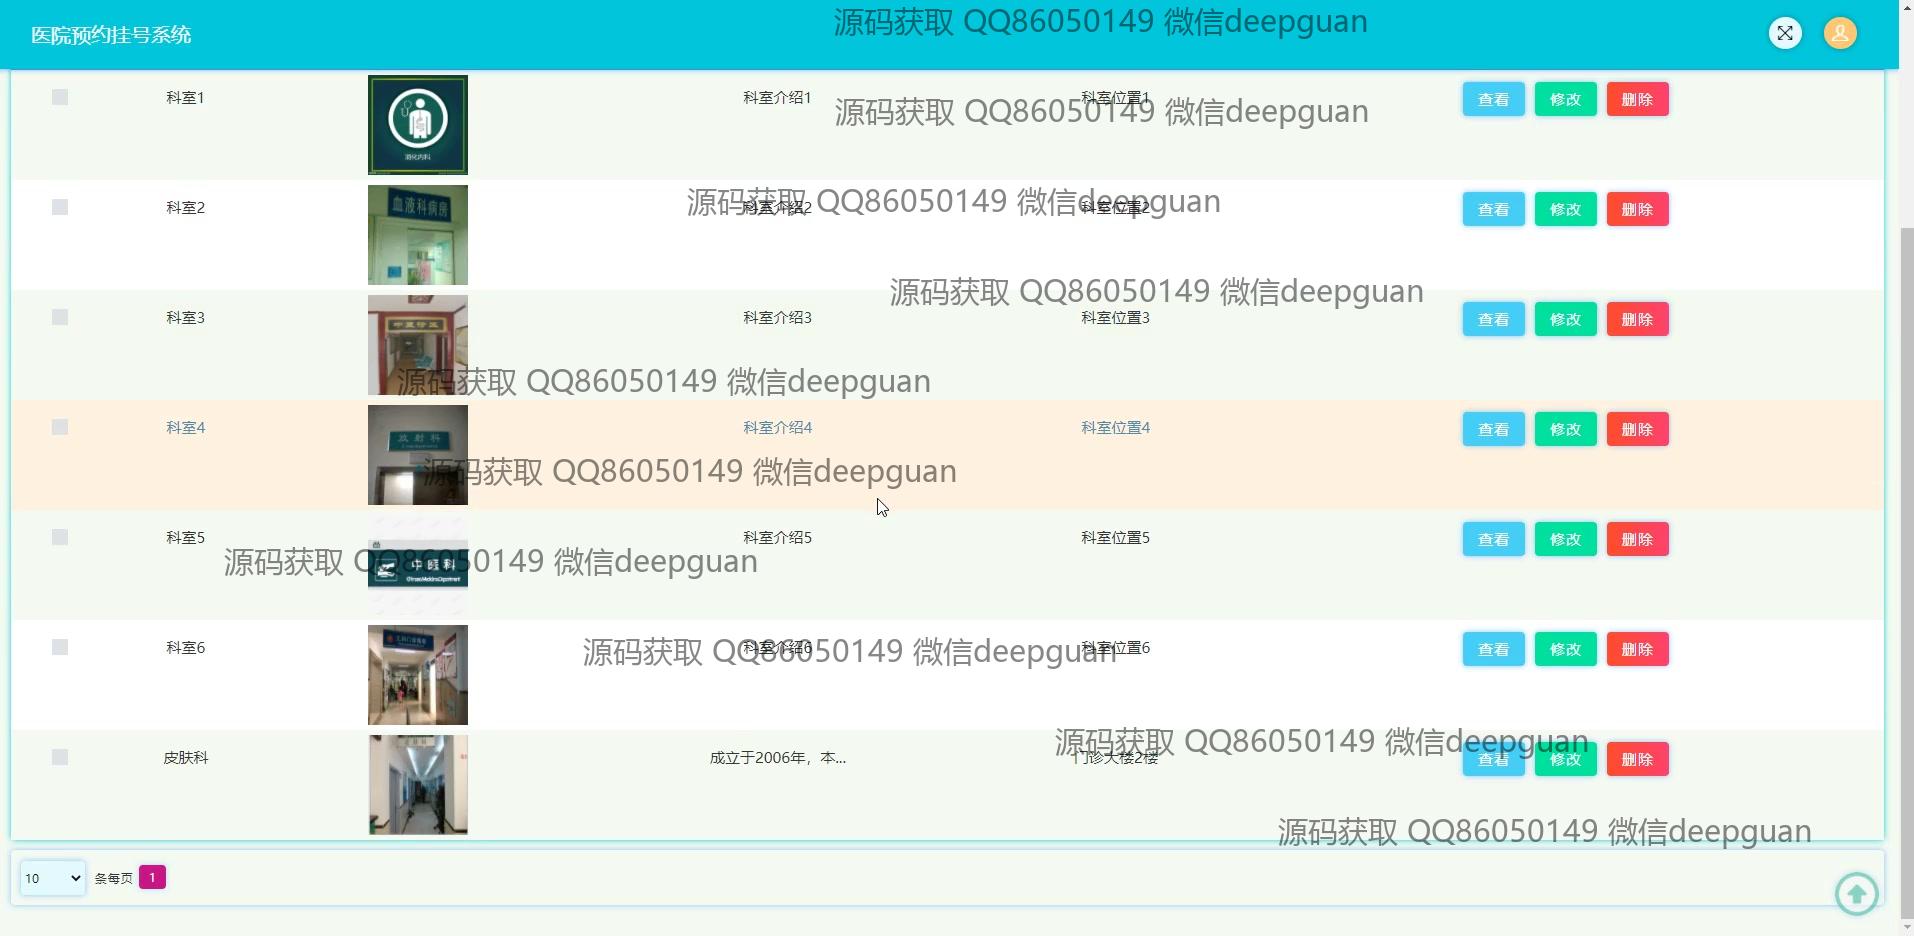 医院预约挂号系统
源码获取 QQ86050149 微信deepguan
科室1
消化内科
科室介绍1
科室位置1
查看 修改 删除
源码获取 QQ86050149 微信deepguan
科室2
血液科病房
科室介绍2
科室位置2
查看 修改 删除
源码获取 QQ86050149 微信deepguan
源码获取 QQ86050149 微信deepguan
科室3
科室介绍3
科室位置3
查看 修改 删除
源码获取 QQ86050149 微信deepguan
科室4
放射科
科室介绍4
科室位置4
查看 修改 删除
源码获取 QQ86050149 微信deepguan
科室5
中医科
科室介绍5
科室位置5
查看 修改 删除
源码获取 QQ86050149 微信deepguan
科室6
科室介绍6
科室位置6
查看 修改 删除
源码获取 QQ86050149 微信deepguan
皮肤科
成立于2006年，本...
门诊大楼2楼
查看 修改 删除
源码获取 QQ86050149 微信deepguan
源码获取 QQ86050149 微信deepguan
10 条每页 1